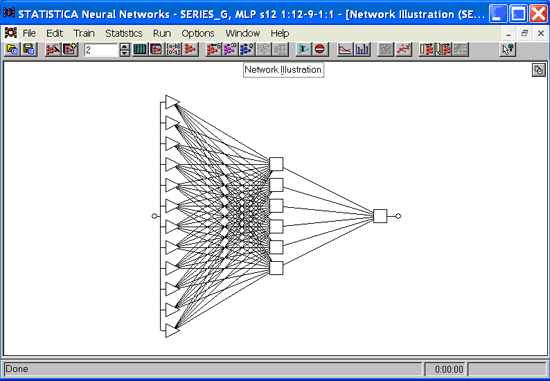 STATISTICA Neural Networks - SERIES_G, MLP s12 1:12-9-1:1 - [Network Illustration (SE...
File Edit Train Statistics Run Options Window Help
2
Network Illustration
Done 0:00:00